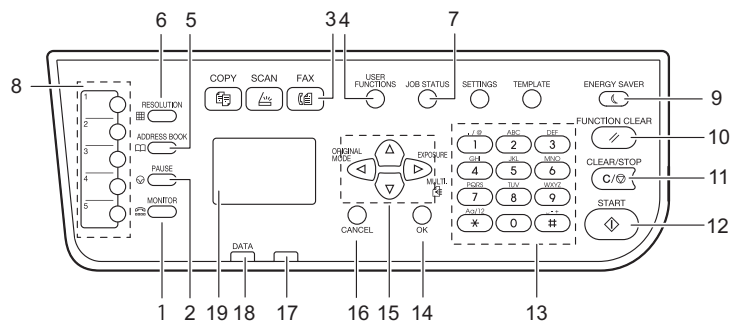 6 5 3 4 7
8
COPY SCAN FAX
USER FUNCTIONS
JOB STATUS SETTINGS TEMPLATE ENERGY SAVER
9
1
RESOLUTION
2
ADDRESS BOOK
3
4
PAUSE
5
MONITOR
ORIGINAL MODE
EXPOSURE
MULTI.
CANCEL OK
DATA
./@ ABC DEF
1 2 3
GHI JKL MNO
4 5 6
PQRS TUV WXYZ
7 8 9
Aa/12 _-+
* 0 #
FUNCTION CLEAR
10
CLEAR/STOP
C/
11
START
12
1 2 19 18 17 16 15 14 13